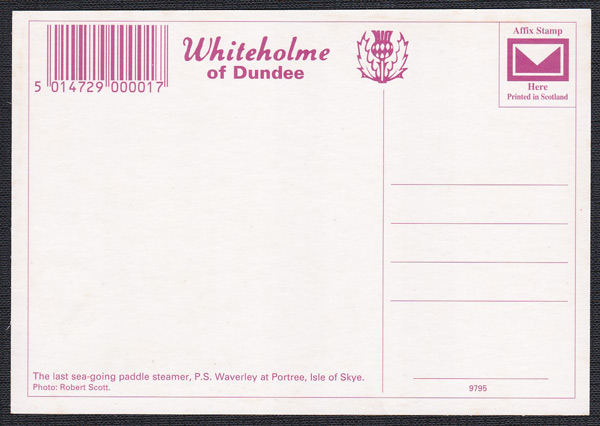 5 014729 000017
Whiteholme
of Dundee
Affix Stamp
Here
Printed in Scotland
The last sea-going paddle steamer, P.S. Waverley at Portree, Isle of Skye.
Photo: Robert Scott.
9795